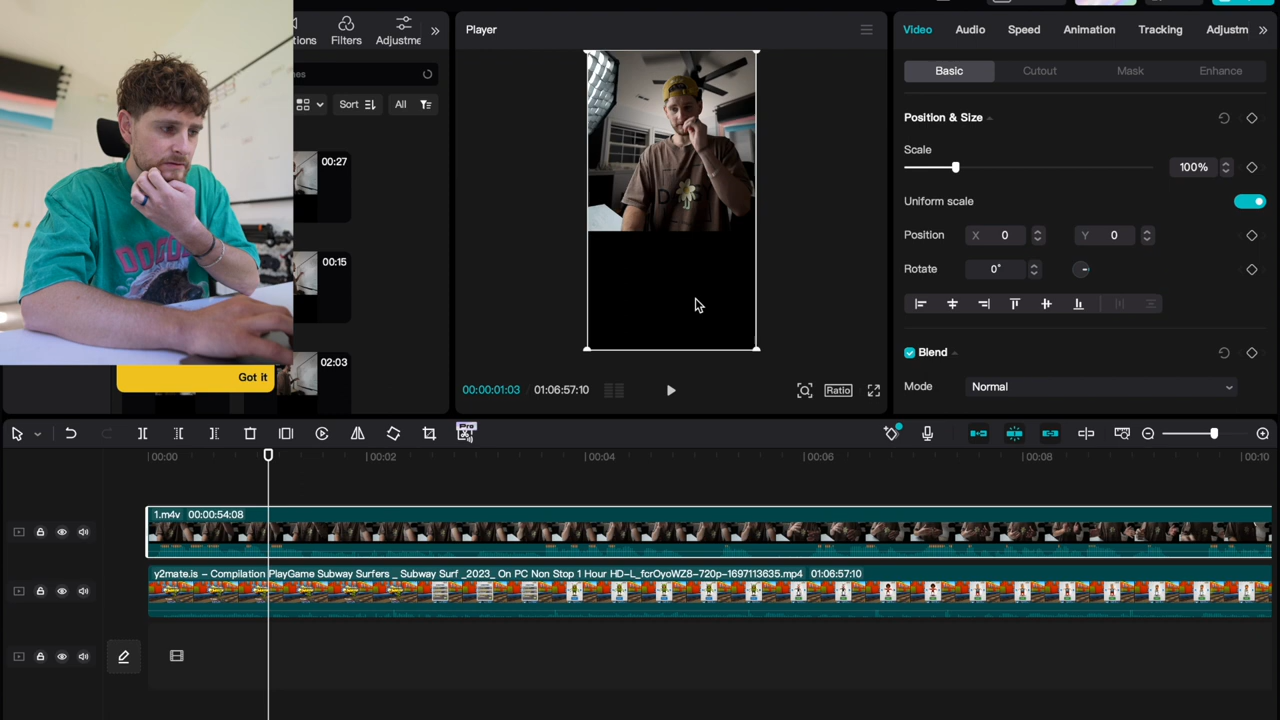 tions
Filters
Adjustme
Player
Video
Audio
Speed
Animation
Tracking
Adjustm
nes
Basic
Cutout
Mask
Enhance
Sort
All
Position & Size
Scale
100%
00:27
Uniform scale
Position
X 0
Y 0
Rotate
0°
00:15
Blend
02:03
Got it
Mode
Normal
00:00:01:03 / 01:06:57:10
Ratio
Pro
00:00
00:02
00:04
00:06
00:08
00:10
1.m4v 00:00:54:08
y2mate.is – Compilation PlayGame Subway Surfers _ Subway Surf _2023_ On PC Non Stop 1 Hour HD-L_fcrOyoWZ8-720p-1697113635.mp4 01:06:57:10